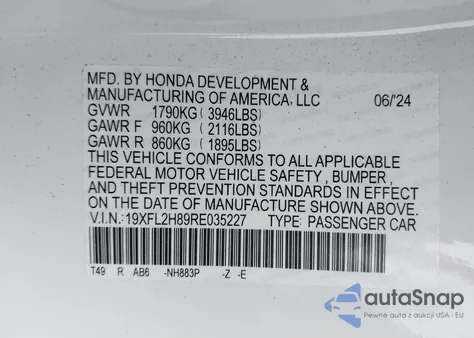 MFD. BY HONDA DEVELOPMENT &
MANUFACTURING OF AMERICA, LLC 06/'24
GVWR 1790KG ( 3946LBS)
GAWR F 960KG ( 2116LBS)
GAWR R 860KG ( 1895LBS)
THIS VEHICLE CONFORMS TO ALL APPLICABLE
FEDERAL MOTOR VEHICLE SAFETY , BUMPER ,
AND THEFT PREVENTION STANDARDS IN EFFECT
ON THE DATE OF MANUFACTURE SHOWN ABOVE.
V.I.N.: 19XFL2H89RE035227 TYPE: PASSENGER CAR
T49 R AB6 -NH883P -Z -E
autoSnap
Pewne auta z aukcji USA i EU